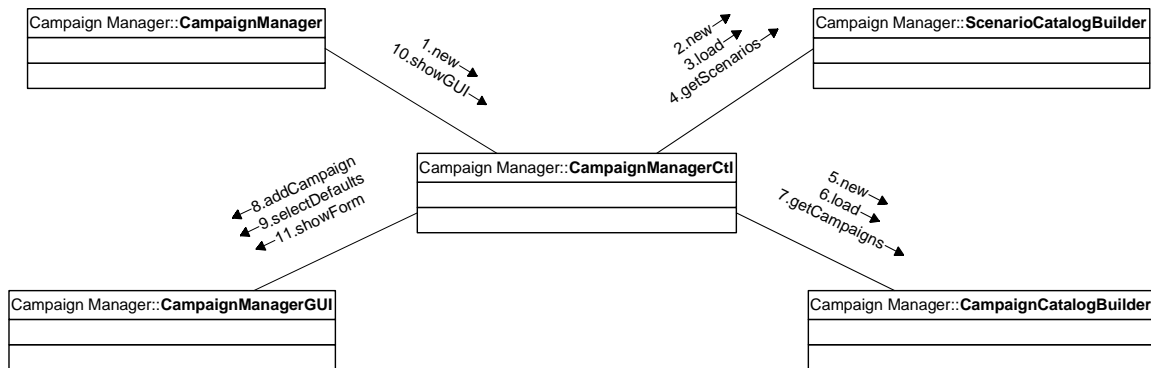 Campaign Manager::CampaignManager
Campaign Manager::ScenarioCatalogBuilder
1.new
10.showGUI
2.new
3.load
4.getScenarios
Campaign Manager::CampaignManagerCtl
8.addCampaign
9.selectDefaults
11.showForm
5.new
6.load
7.getCampaigns
Campaign Manager::CampaignManagerGUI
Campaign Manager::CampaignCatalogBuilder